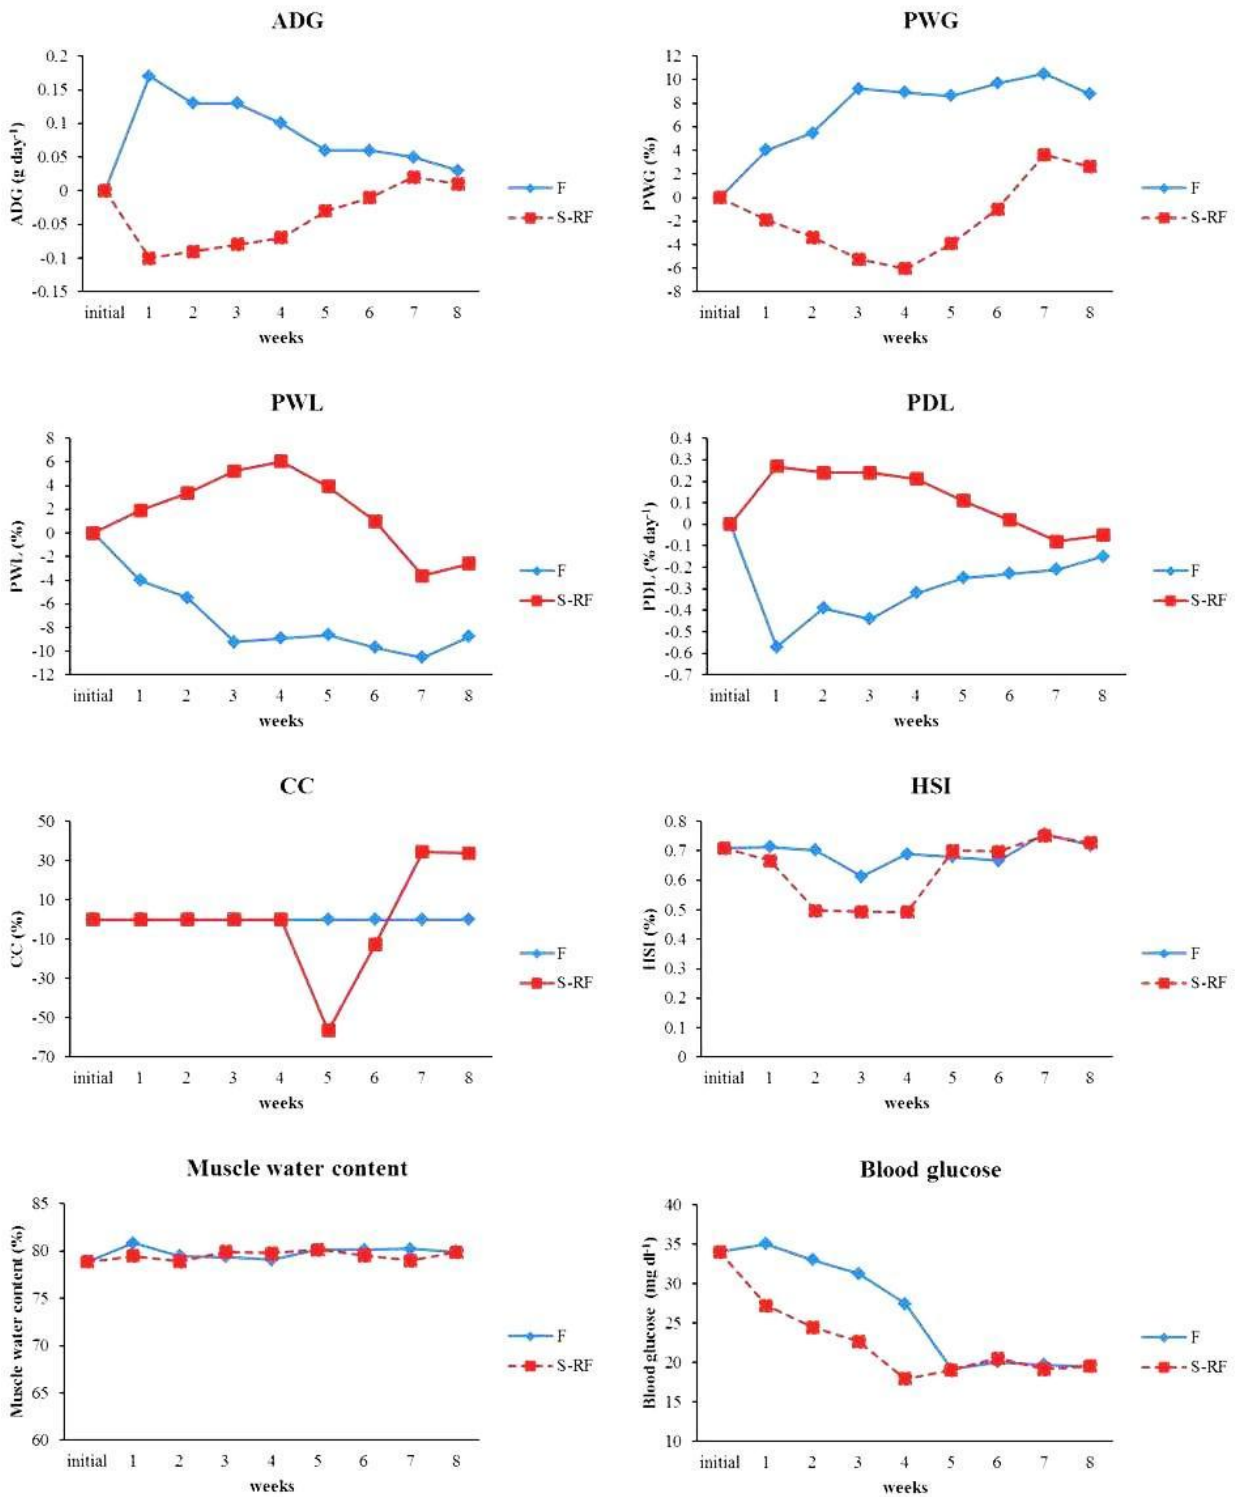 ADG
0.2
0.15
0.1
0.05
0
-0.05
-0.1
-0.15
ADG (g day-1)
initial 1 2 3 4 5 6 7 8
weeks
F
S-RF
PWG
12
10
8
6
4
2
0
-2
-4
-6
-8
PWG (%)
initial 1 2 3 4 5 6 7 8
weeks
F
S-RF
PWL
8
6
4
2
0
-2
-4
-6
-8
-10
-12
PWL (%)
initial 1 2 3 4 5 6 7 8
weeks
F
S-RF
PDL
0.4
0.3
0.2
0.1
0
-0.1
-0.2
-0.3
-0.4
-0.5
-0.6
-0.7
PDL (% day-1)
initial 1 2 3 4 5 6 7 8
weeks
F
S-RF
CC
50
30
10
-10
-30
-50
-70
CC (%)
initial 1 2 3 4 5 6 7 8
weeks
F
S-RF
HSI
0.8
0.7
0.6
0.5
0.4
0.3
0.2
0.1
0
HSI (%)
initial 1 2 3 4 5 6 7 8
weeks
F
S-RF
Muscle water content
85
80
75
70
65
60
Muscle water content (%)
initial 1 2 3 4 5 6 7 8
weeks
F
S-RF
Blood glucose
40
35
30
25
20
15
10
Blood glucose (mg dl-1)
initial 1 2 3 4 5 6 7 8
weeks
F
S-RF